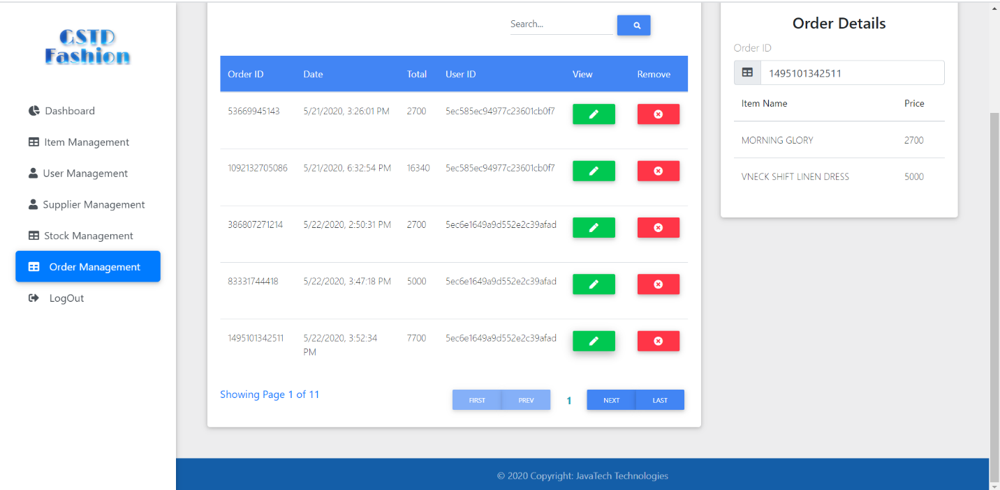 GSTD
Fashion
Dashboard
Item Management
User Management
Supplier Management
Stock Management
Order Management
LogOut
Search...
Order ID Date Total User ID View Remove
53669945143 5/21/2020, 3:26:01 PM 2700 5ec585ec94977c23601cb0f7
1092132705086 5/21/2020, 6:32:54 PM 16340 5ec585ec94977c23601cb0f7
386807271214 5/22/2020, 2:50:31 PM 2700 5ec6e1649a9d552e2c39afad
83331744418 5/22/2020, 3:47:18 PM 5000 5ec6e1649a9d552e2c39afad
1495101342511 5/22/2020, 3:52:34 7700 5ec6e1649a9d552e2c39afad
PM
Showing Page 1 of 11 FIRST PREV 1 NEXT LAST
Order Details
Order ID
1495101342511
Item Name Price
MORNING GLORY 2700
VNECK SHIFT LINEN DRESS 5000
© 2020 Copyright: JavaTech Technologies